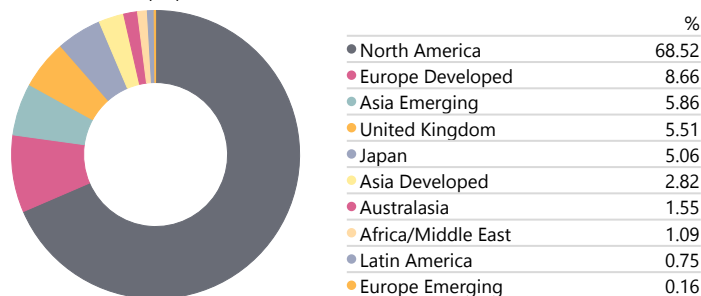 %
North America 68.52
Europe Developed 8.66
Asia Emerging 5.86
United Kingdom 5.51
Japan 5.06
Asia Developed 2.82
Australasia 1.55
Africa/Middle East 1.09
Latin America 0.75
Europe Emerging 0.16